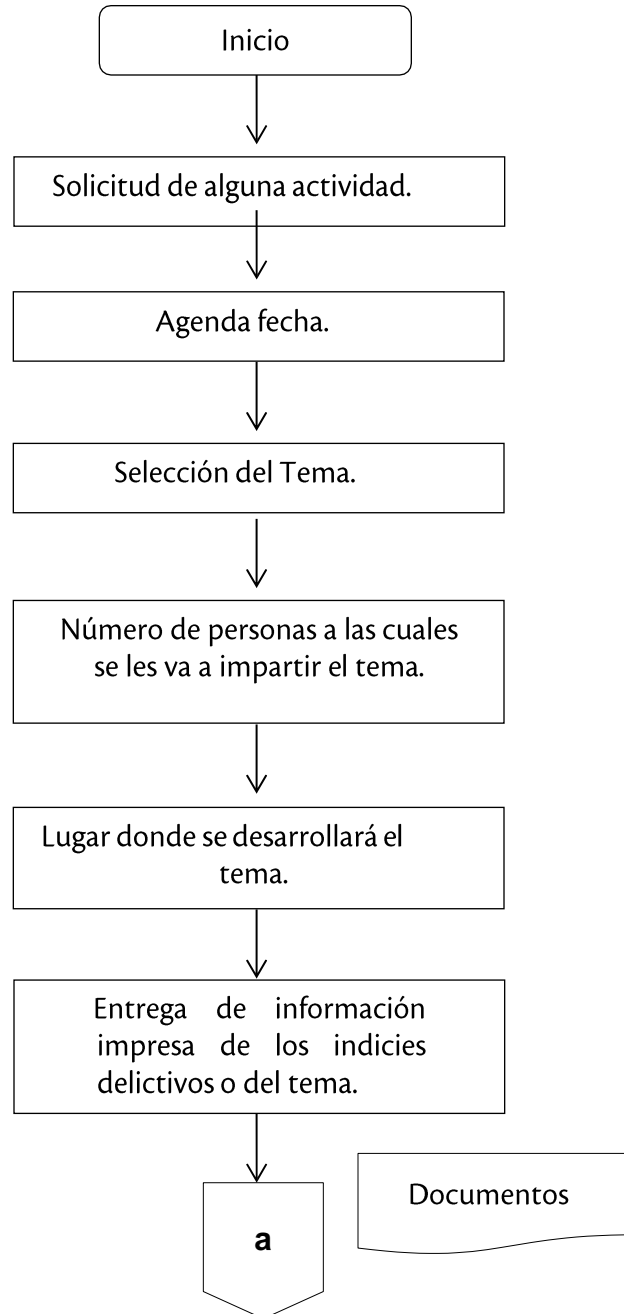 Inicio
Solicitud de alguna actividad.
Agenda fecha.
Selección del Tema.
Número de personas a las cuales
se les va a impartir el tema.
Lugar donde se desarrollará el
tema.
Entrega de información
impresa de los indicies
delictivos o del tema.
Documentos
a